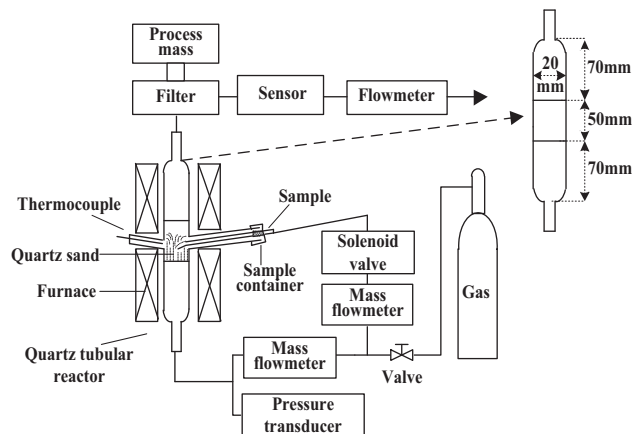 Process
mass
Filter
Sensor
Flowmeter
20
mm
70mm
50mm
70mm
Thermocouple
Quartz sand
Furnace
Quartz tubular
reactor
Sample
Sample
container
Solenoid
valve
Mass
flowmeter
Mass
flowmeter
Valve
Gas
Pressure
transducer